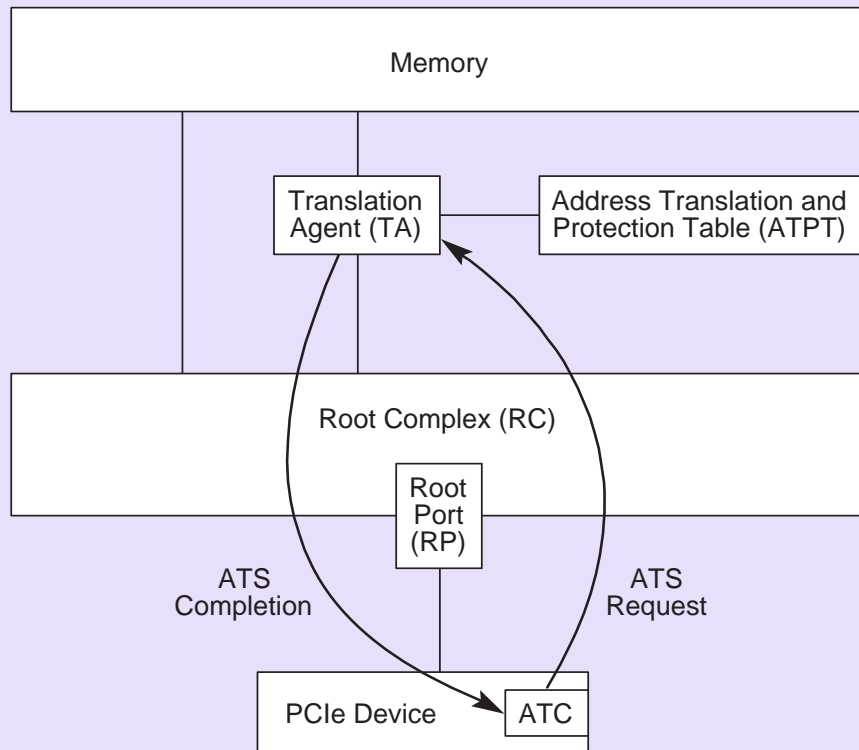 Memory
Translation
Agent (TA)
Address Translation and
Protection Table (ATPT)
Root Complex (RC)
Root
Port
(RP)
ATS
Completion
ATS
Request
PCIe Device
ATC